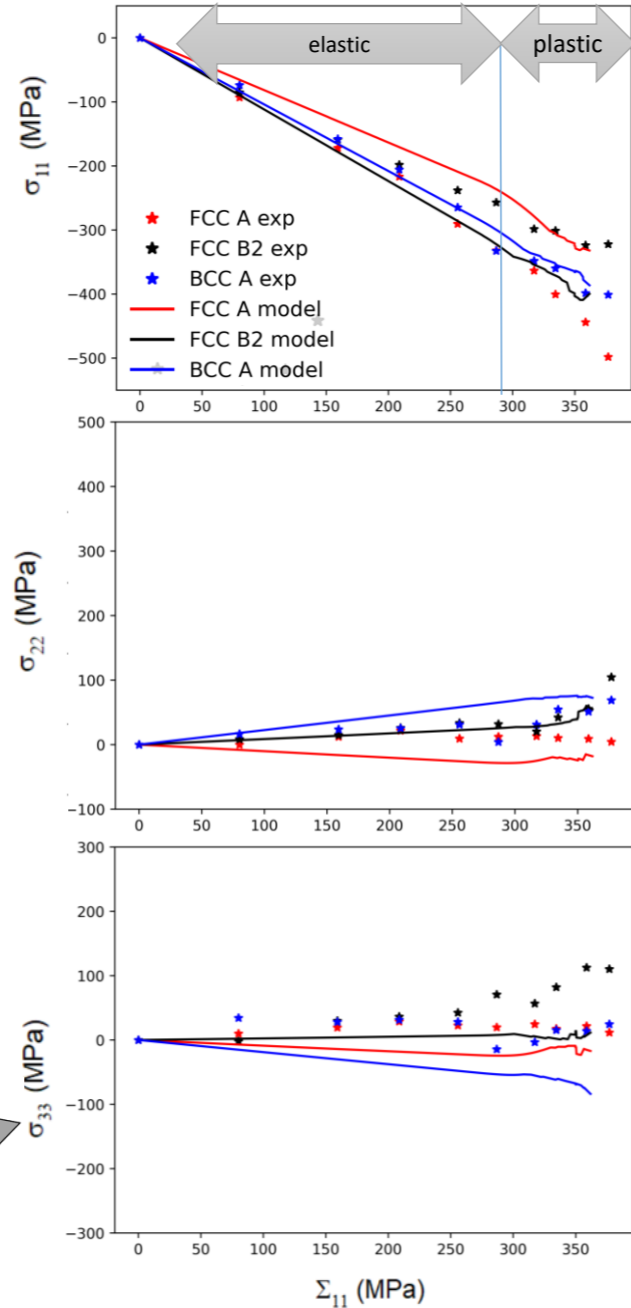 elastic plastic
0
−100
−200
−300
−400
−500
σ11 (MPa)
FCC A exp
FCC B2 exp
BCC A exp
FCC A model
FCC B2 model
BCC A model
0 50 100 150 200 250 300 350
500
400
300
200
100
0
−100
σ22 (MPa)
0 50 100 150 200 250 300 350
300
200
100
0
−100
−200
−300
σ33 (MPa)
0 50 100 150 200 250 300 350
Σ11 (MPa)